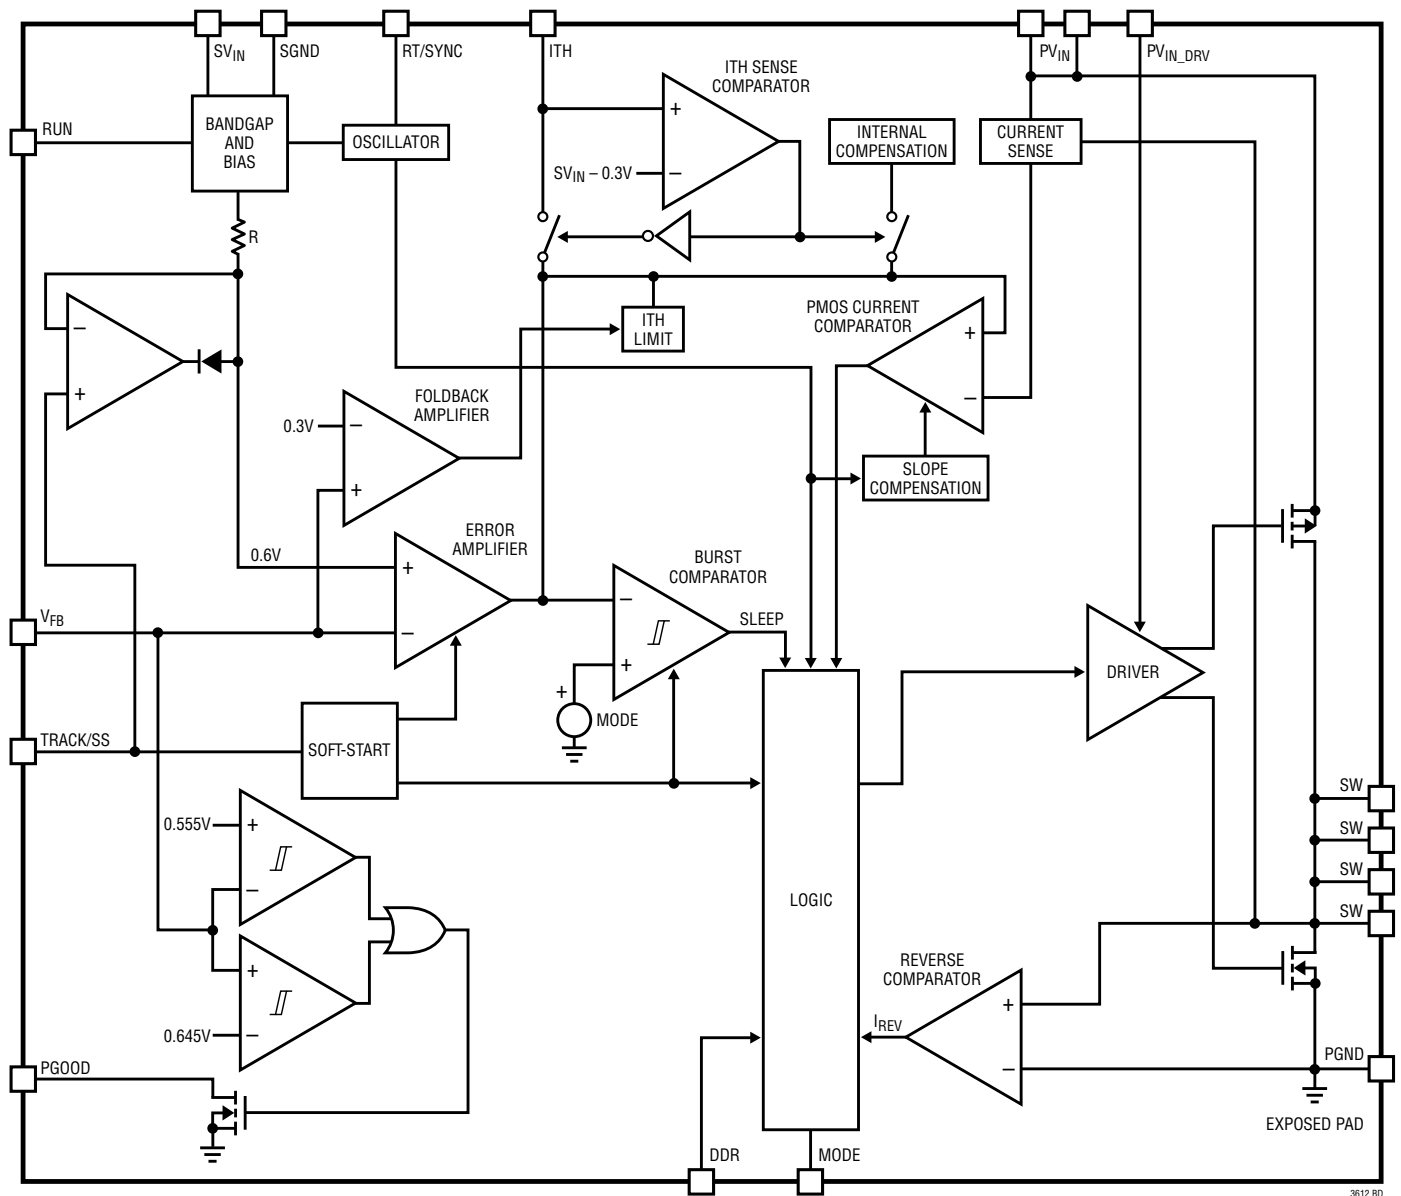 SVIN
SGND
RT/SYNC
ITH
PVIN
PVIN_DRV
ITH SENSE
COMPARATOR
RUN
BANDGAP
AND
BIAS
OSCILLATOR
+
INTERNAL
COMPENSATION
CURRENT
SENSE
SVIN – 0.3V
–
R
ITH
LIMIT
PMOS CURRENT
COMPARATOR
+
–
–
+
FOLDBACK
AMPLIFIER
0.3V
–
+
SLOPE
COMPENSATION
ERROR
AMPLIFIER
0.6V
+
–
BURST
COMPARATOR
–
+
SLEEP
VFB
+
MODE
DRIVER
TRACK/SS
SOFT-START
0.555V
+
–
SW
SW
SW
SW
LOGIC
+
–
0.645V
REVERSE
COMPARATOR
+
–
IREV
PGOOD
PGND
EXPOSED PAD
DDR
MODE
3612 BD